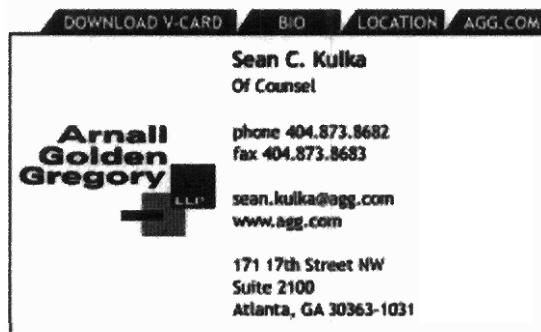 DOWNLOAD V-CARD BIO LOCATION AGG.COM
Sean C. Kulka
Of Counsel
Arnall
Golden
Gregory
LLP
phone 404.873.8682
fax 404.873.8683
sean.kulka@agg.com
www.agg.com
171 17th Street NW
Suite 2100
Atlanta, GA 30363-1031